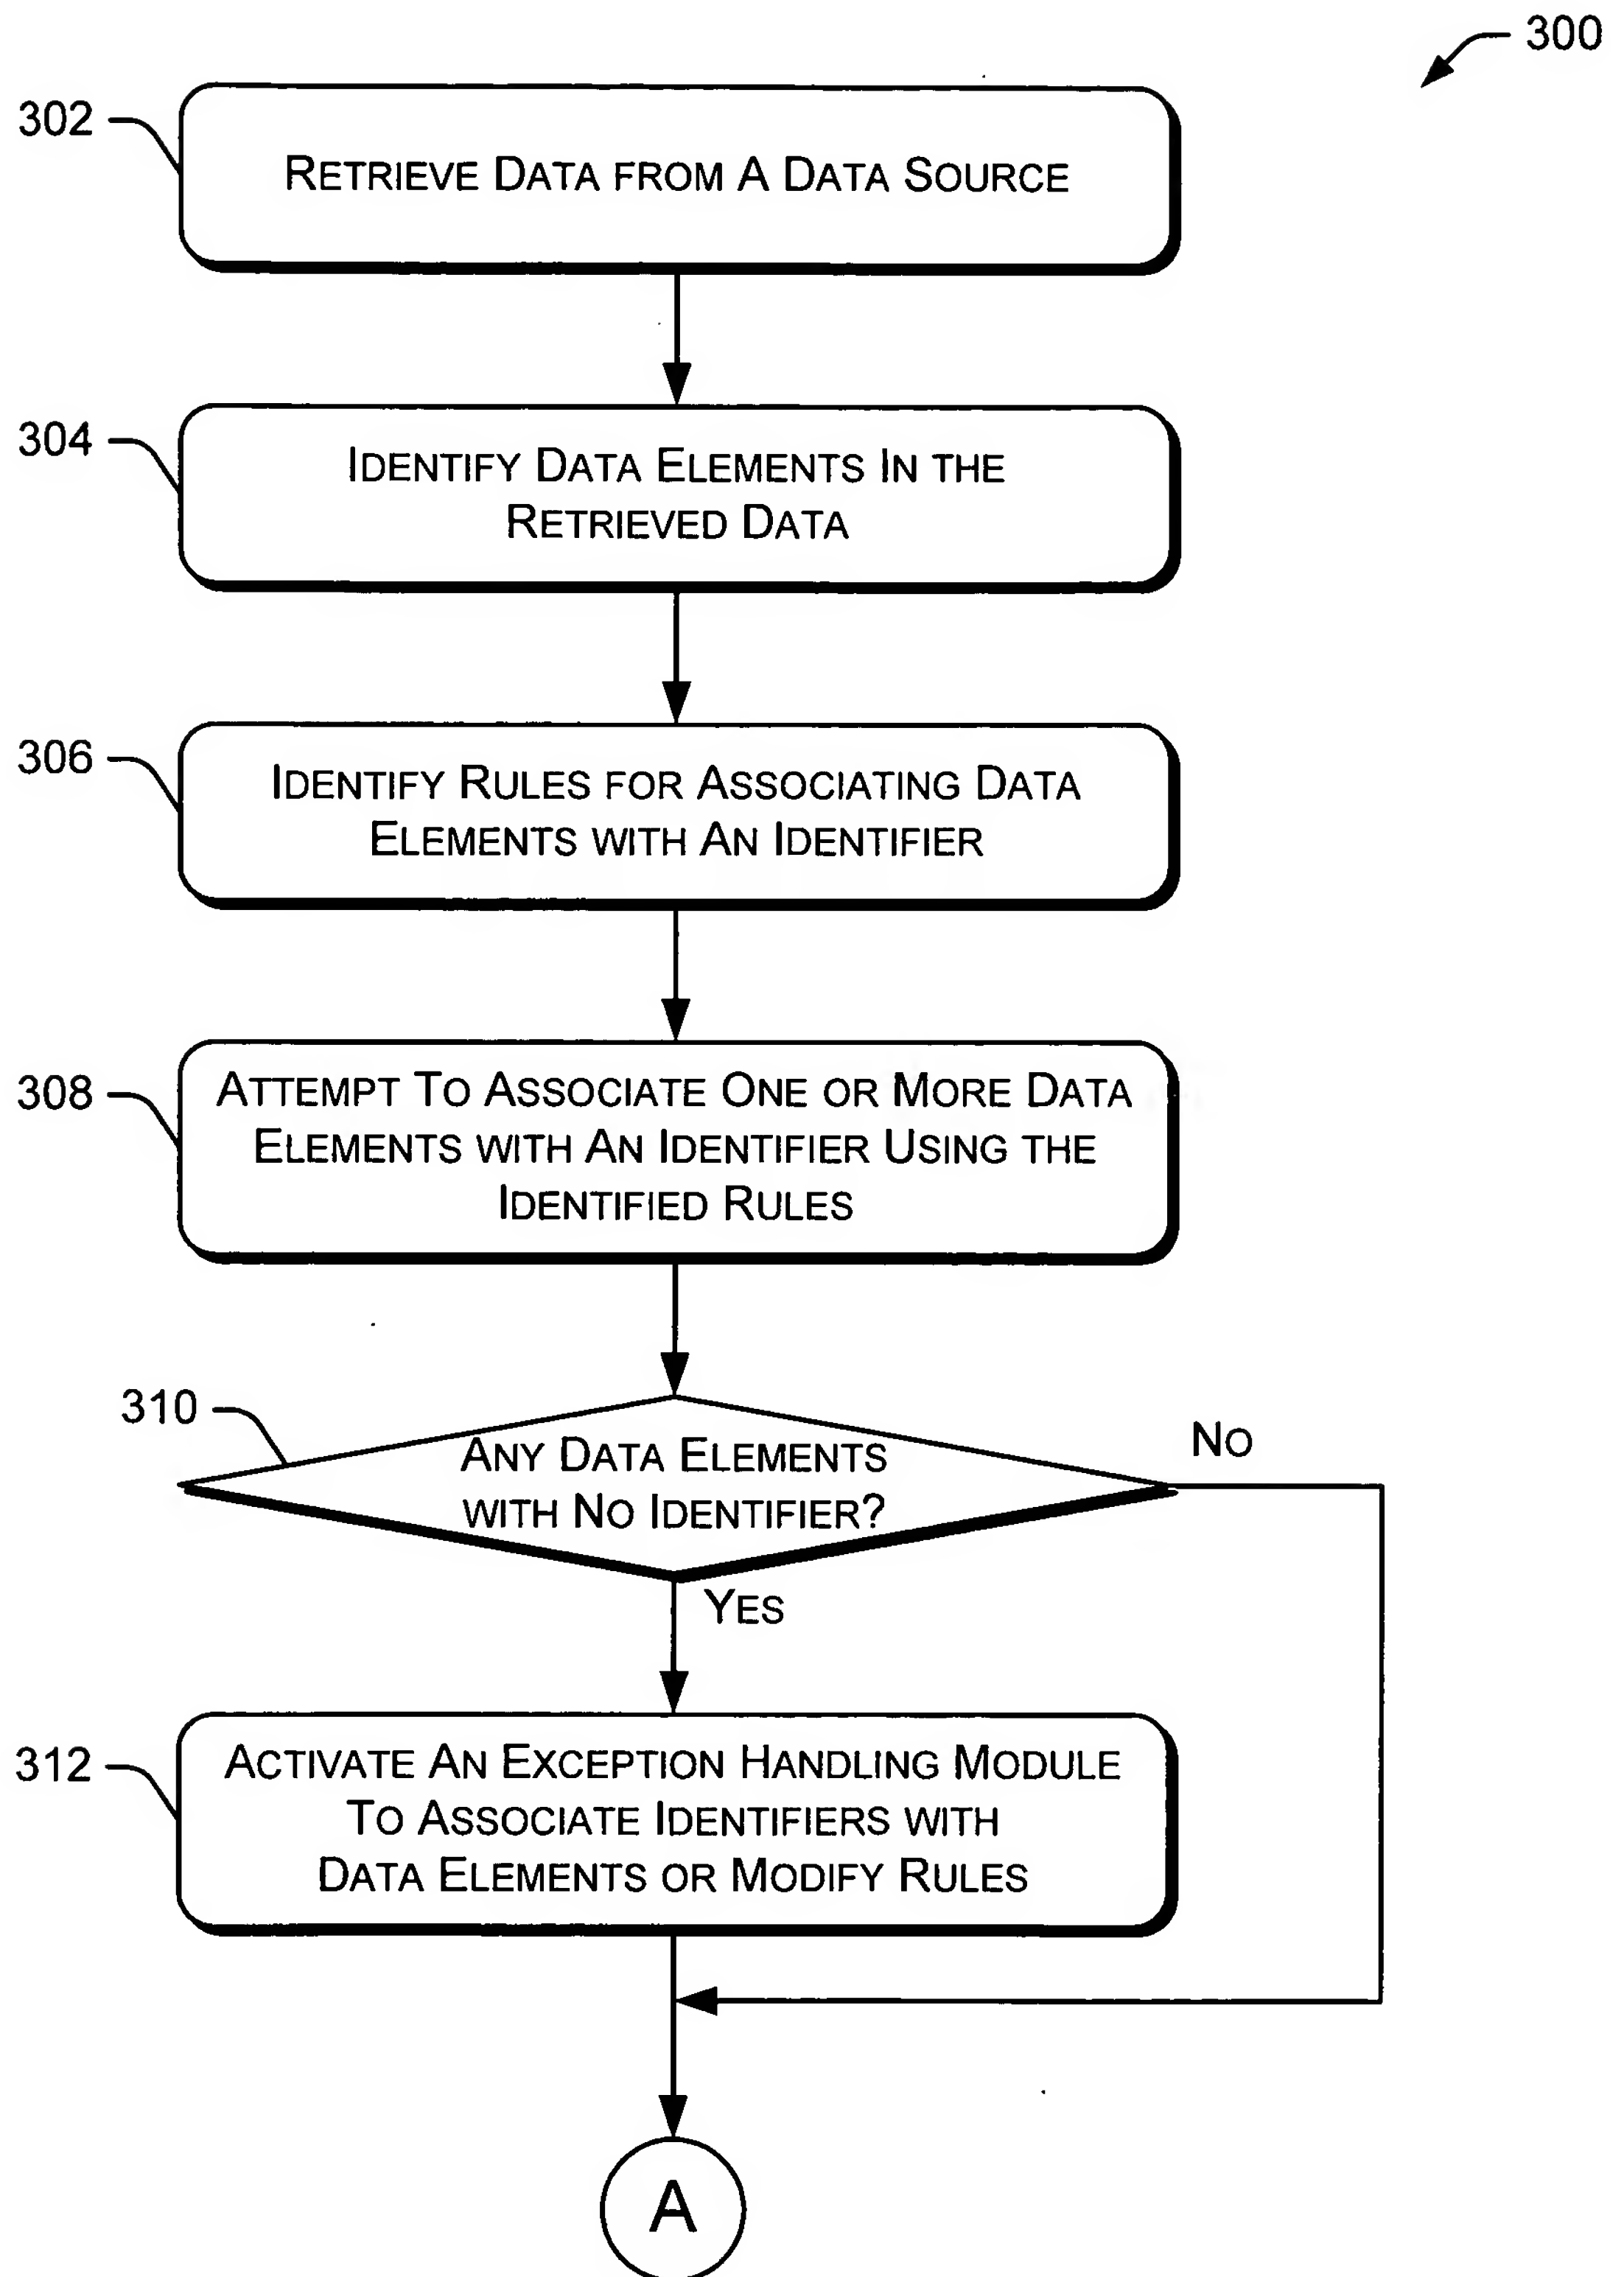 300
302
RETRIEVE DATA FROM A DATA SOURCE
304
IDENTIFY DATA ELEMENTS IN THE
RETRIEVED DATA
306
IDENTIFY RULES FOR ASSOCIATING DATA
ELEMENTS WITH AN IDENTIFIER
308
ATTEMPT TO ASSOCIATE ONE OR MORE DATA
ELEMENTS WITH AN IDENTIFIER USING THE
IDENTIFIED RULES
310
ANY DATA ELEMENTS
WITH NO IDENTIFIER?
NO
YES
312
ACTIVATE AN EXCEPTION HANDLING MODULE
TO ASSOCIATE IDENTIFIERS WITH
DATA ELEMENTS OR MODIFY RULES
A